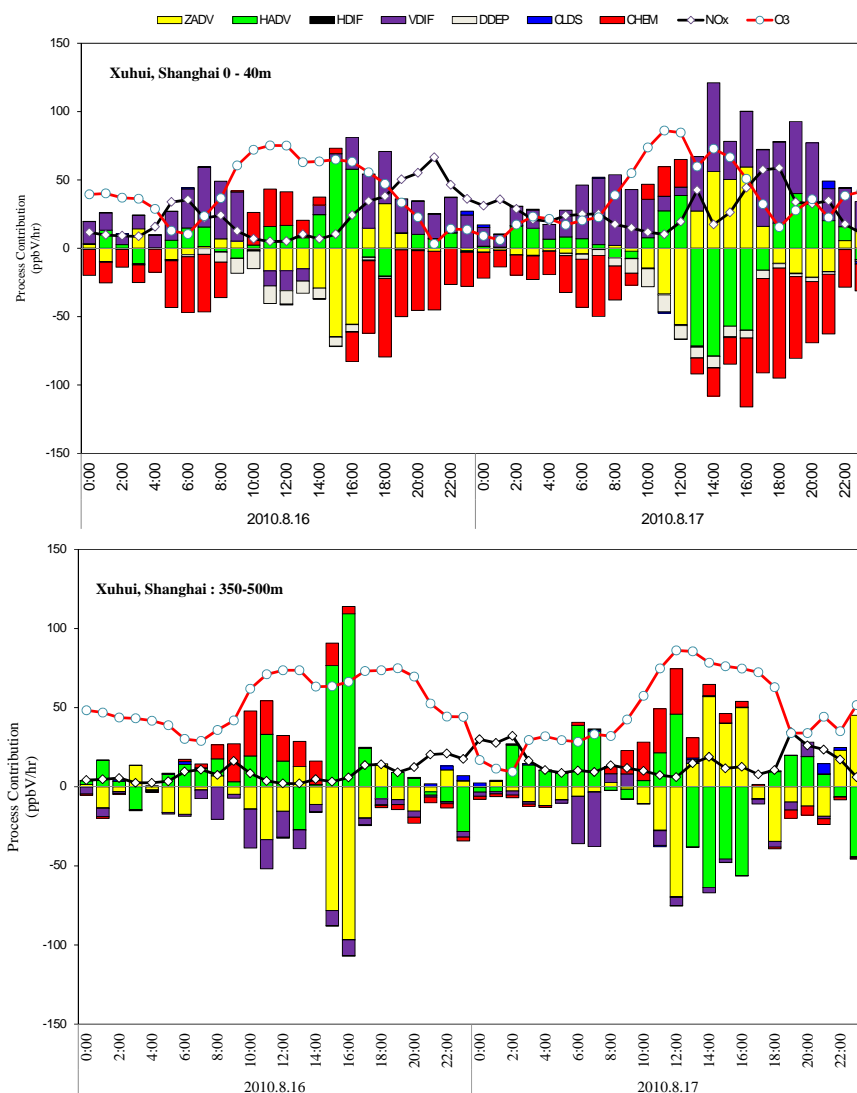 ZADV HADV HDIF VDIF DDEP CLDS CHEM NOx O3
150
Xuhui, Shanghai 0 - 40m
100
50
0
-50
-100
-150
Process Contribution
(ppbV/hr)
0:00 2:00 4:00 6:00 8:00 10:00 12:00 14:00 16:00 18:00 20:00 22:00 0:00 2:00 4:00 6:00 8:00 10:00 12:00 14:00 16:00 18:00 20:00 22:00
2010.8.16 2010.8.17
150
Xuhui, Shanghai : 350-500m
100
50
0
-50
-100
-150
Process Contribution
(ppbV/hr)
0:00 2:00 4:00 6:00 8:00 10:00 12:00 14:00 16:00 18:00 20:00 22:00 0:00 2:00 4:00 6:00 8:00 10:00 12:00 14:00 16:00 18:00 20:00 22:00
2010.8.16 2010.8.17